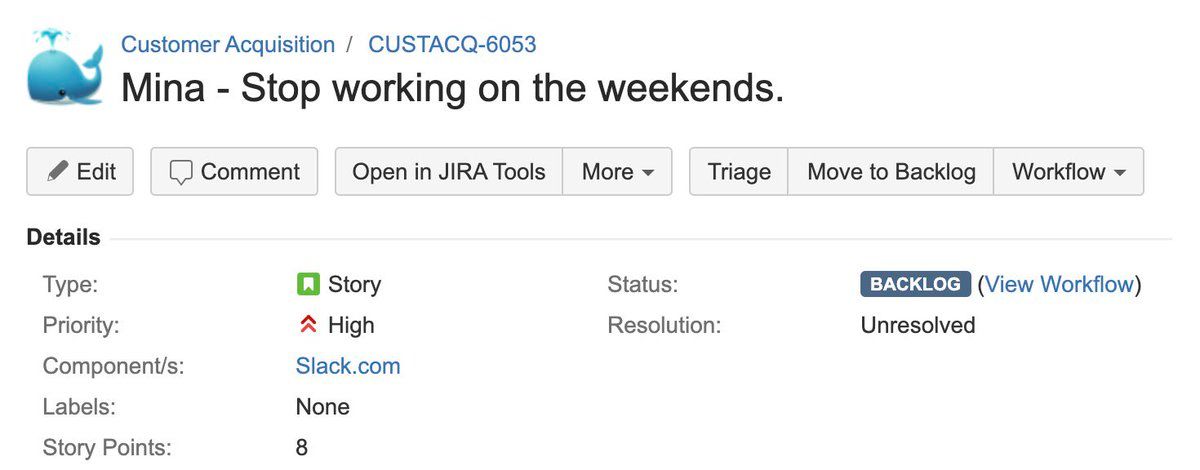 Customer Acquisition / CUSTACQ-6053
Mina - Stop working on the weekends.
Edit Comment Open in JIRA Tools More Triage Move to Backlog Workflow
Details
Type: Story Status: BACKLOG (View Workflow)
Priority: High Resolution: Unresolved
Component/s: Slack.com
Labels: None
Story Points: 8